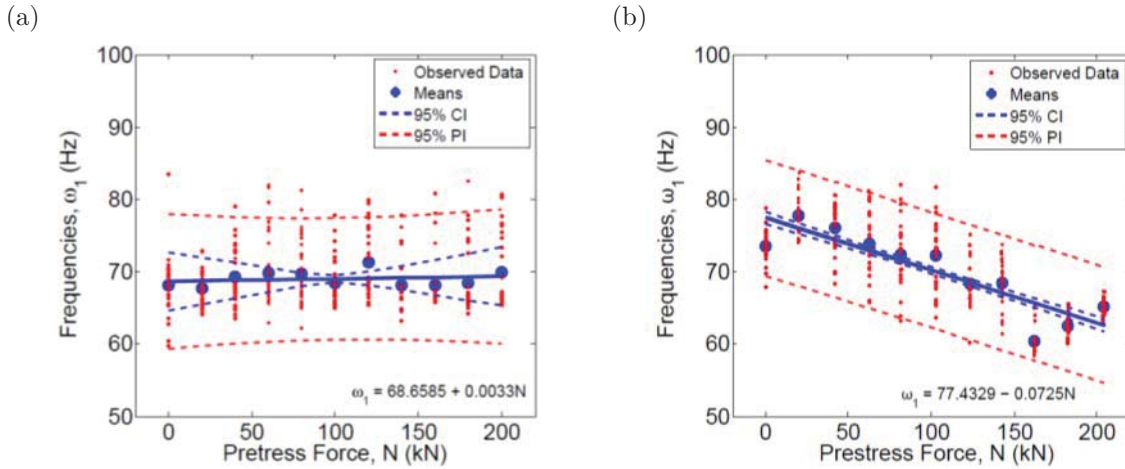 (a)
100
90
80
70
60
50
Frequencies, ω1 (Hz)
Observed Data
Means
95% CI
95% PI
ω1 = 68.6585 + 0.0033N
0 50 100 150 200
Pretress Force, N (kN)
(b)
100
90
80
70
60
50
Frequencies, ω1 (Hz)
Observed Data
Means
95% CI
95% PI
ω1 = 77.4329 − 0.0725N
0 50 100 150 200
Prestress Force, N (kN)